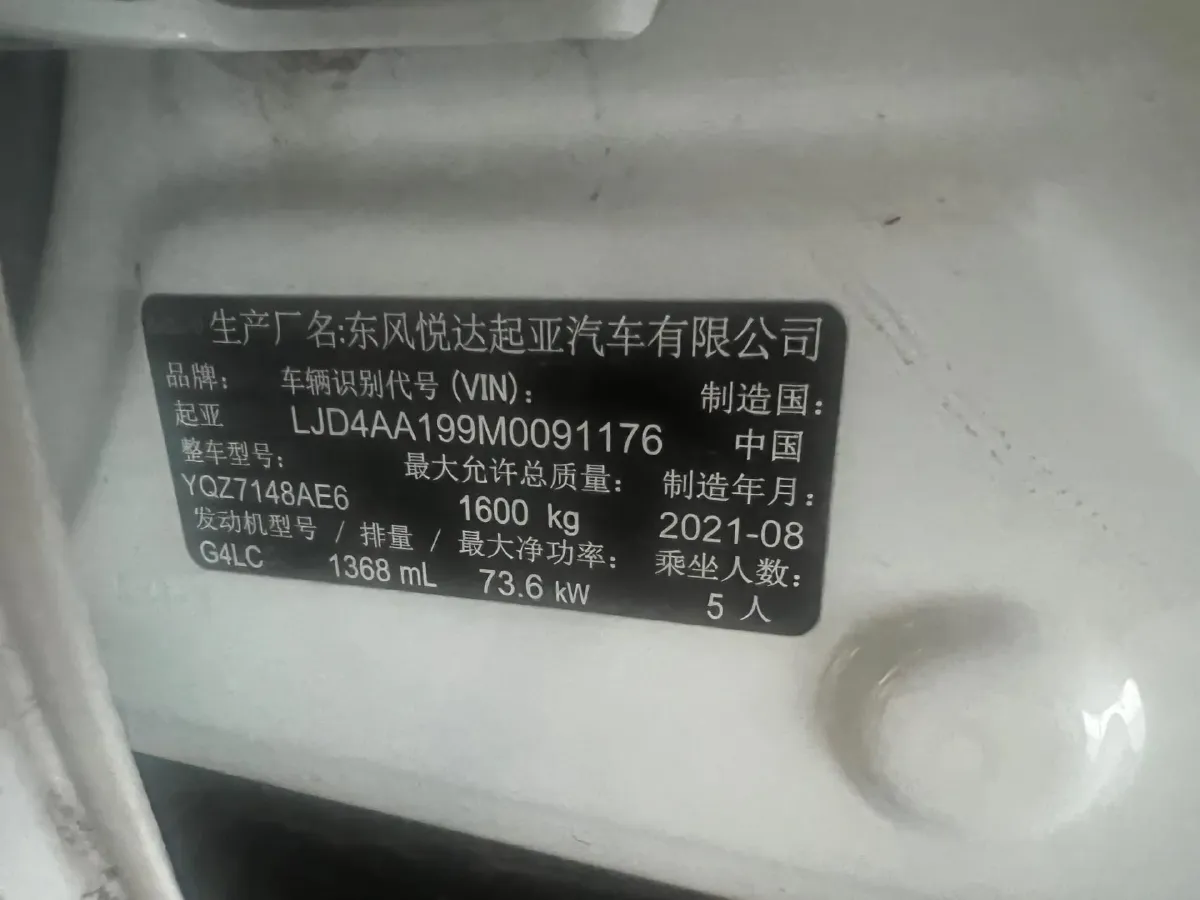 生产厂名:东风悦达起亚汽车有限公司
品牌: 车辆识别代号 (VIN): 制造国:
起亚 LJD4AA199M0091176 中国
整车型号: 最大允许总质量: 制造年月:
YQZ7148AE6 1600 kg 2021-08
发动机型号 / 排量 / 最大净功率: 乘坐人数:
G4LC 1368 mL 73.6 kW 5 人